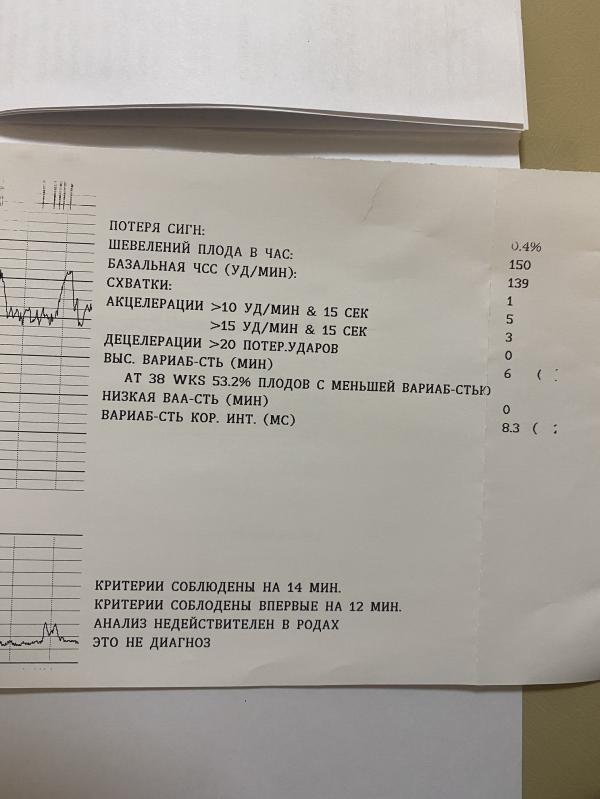 ПОТЕРЯ СИГН: 0.4%
ШЕВЕЛЕНИЙ ПЛОДА В ЧАС: 150
БАЗАЛЬНАЯ ЧСС (УД/МИН): 139
СХВАТКИ: 1
АКЦЕЛЕРАЦИИ >10 УД/МИН & 15 СЕК 5
>15 УД/МИН & 15 СЕК 3
ДЕЦЕЛЕРАЦИИ >20 ПОТЕР.УДАРОВ 0
ВЫС. ВАРИАБ-СТЬ (МИН) 6 (
AT 38 WKS 53.2% ПЛОДОВ С МЕНЬШЕЙ ВАРИАБ-СТЬЮ)
НИЗКАЯ ВАА-СТЬ (МИН) 0
ВАРИАБ-СТЬ КОР. ИНТ. (МС) 8.3 (
КРИТЕРИИ СОБЛЮДЕНЫ НА 14 МИН.
КРИТЕРИИ СОБЛОДЕНЫ ВПЕРВЫЕ НА 12 МИН.
АНАЛИЗ НЕДЕЙСТВИТЕЛЕН В РОДАХ
ЭТО НЕ ДИАГНОЗ